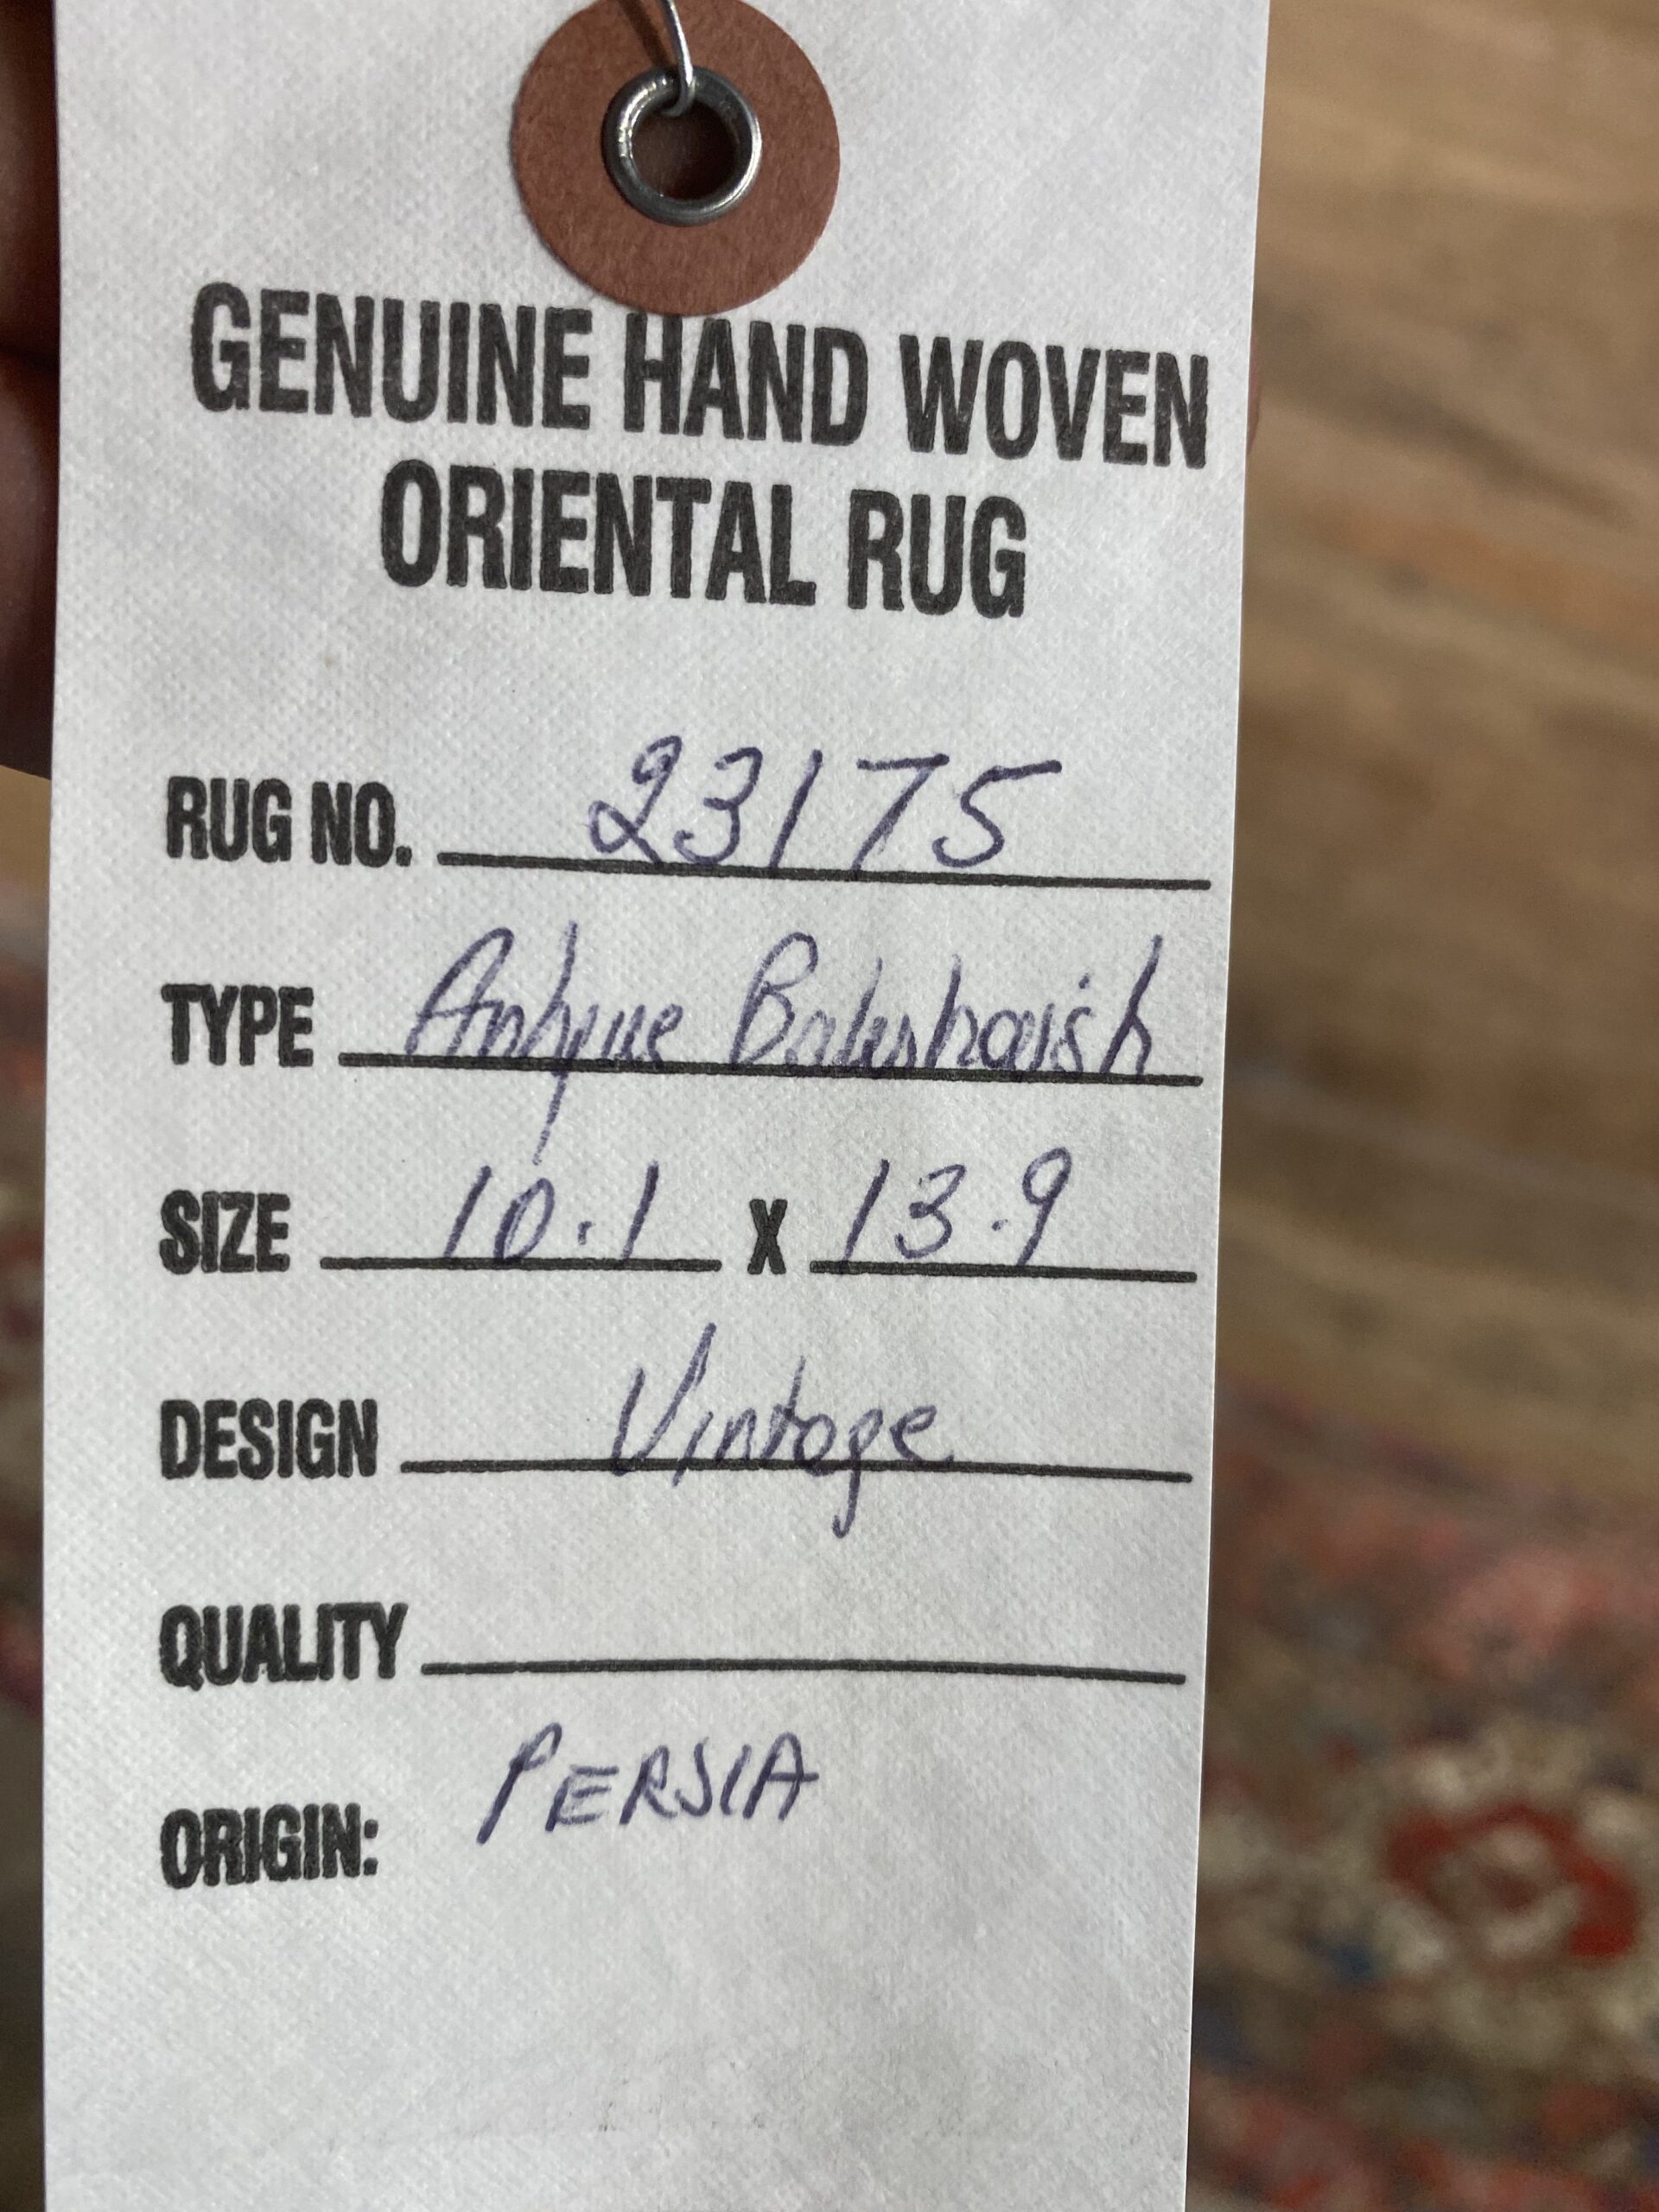 GENUINE HAND WOVEN
ORIENTAL RUG
RUG NO. 23175
TYPE Antique Bakshaish
SIZE 10.1 X 13.9
DESIGN Vintage
QUALITY
ORIGIN: PERSIA